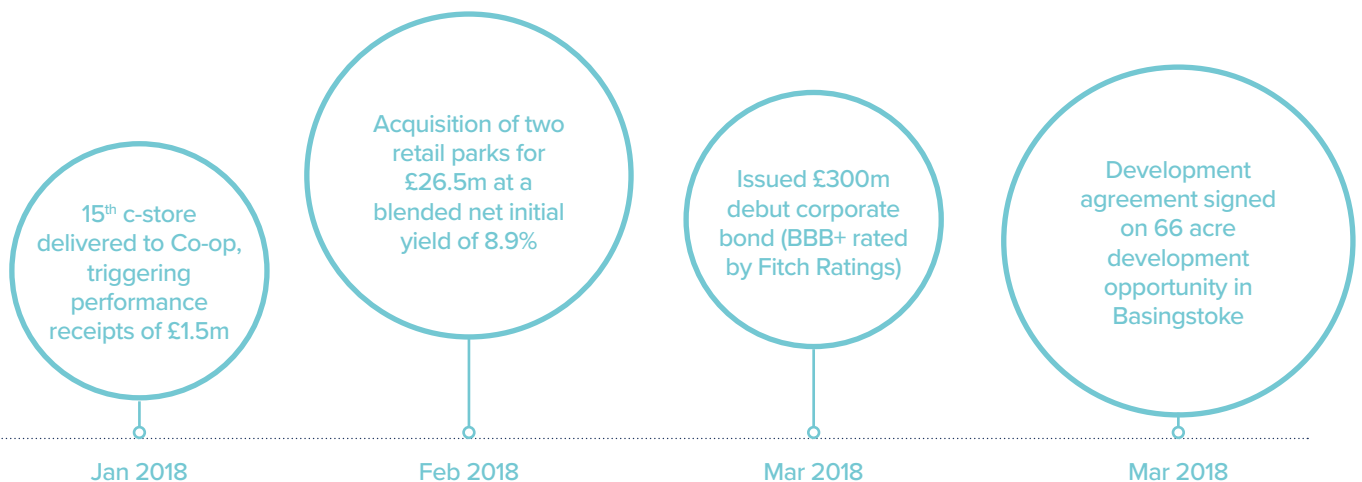 15th c-store
delivered to Co-op,
triggering
performance
receipts of £1.5m
Jan 2018
Acquisition of two
retail parks for
£26.5m at a
blended net initial
yield of 8.9%
Feb 2018
Issued £300m
debut corporate
bond (BBB+ rated
by Fitch Ratings)
Mar 2018
Development
agreement signed
on 66 acre
development
opportunity in
Basingstoke
Mar 2018